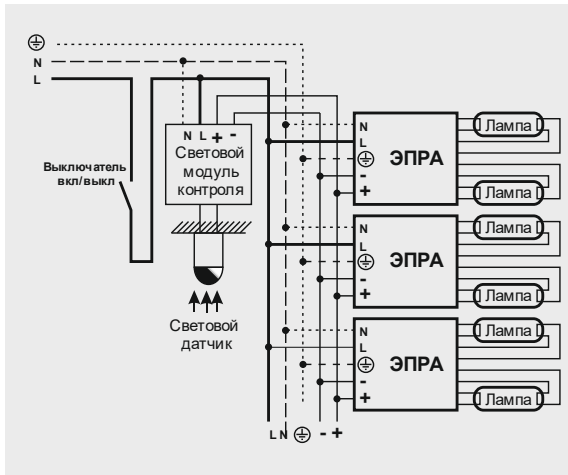 N
L
N L + -
Световой
модуль
контроля
Выключатель
вкл/выкл
Световой
датчик
N
L
-
+
ЭПРА
Лампа
Лампа
N
L
-
+
ЭПРА
Лампа
Лампа
N
L
-
+
ЭПРА
Лампа
Лампа
L N - +